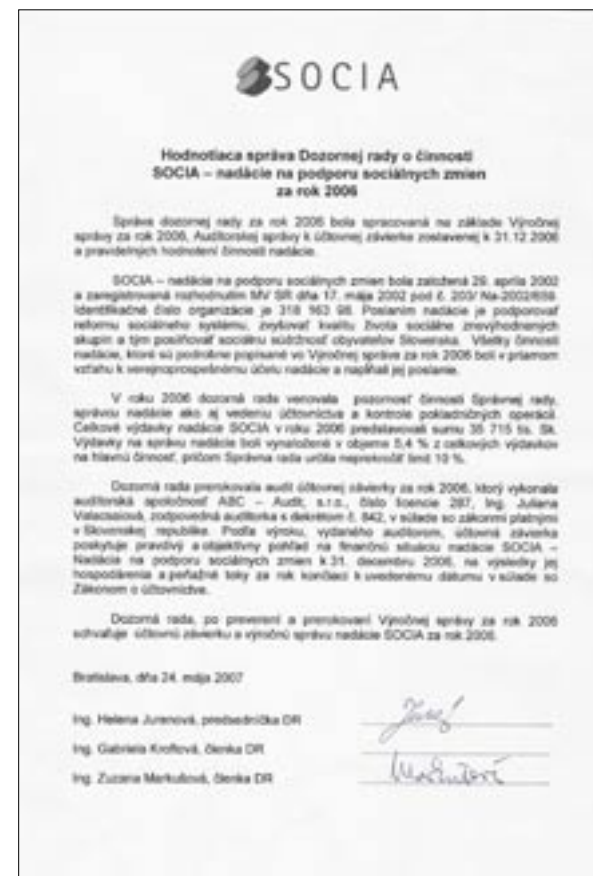 SOCIA
Hodnotiaca správa Dozornej rady o činnosti
SOCIA – nadácie na podporu sociálnych zmien
za rok 2006
Správa dozornej rady za rok 2006 bola spracovaná na základe Výročnej
správy za rok 2006, Audítorskej správy k účtovnej závierke zostavenej k 31.12.2006
a pravidelných hodnotení činnosti nadácie.
SOCIA – nadácie na podporu sociálnych zmien bola založená 29. apríla 2002
a zaregistrovaná rozhodnutím MV SR dňa 17. mája 2002 pod č. 203/ Na-2002/
Identifikačné číslo organizácie je 318 163 98. Poslaním nadácie je podporovať
reformu sociálneho systému, zvyšovať kvalitu života sociálne znevýhodnených
skupín a tým posilňovať sociálnu súdržnosť obyvateľov Slovenska. Všetky činnosti
nadácie, ktoré sú podrobne popísané vo Výročnej správe za rok 2006 boli v priamom
vzťahu k verejnoprospešnému účelu nadácie a napĺňali jej poslanie.
V roku 2006 dozorná rada venovala pozornosť činnosti Správnej rady,
správcu nadácie ako aj vedeniu účtovníctva a kontrole pokladničných operácií.
Celkové výdavky nadácie SOCIA v roku 2006 predstavovali sumu 35 715 tis. Sk.
Výdavky na správu nadácie boli vynaložené v objeme 5,4 % z celkových výdavkov
na hlavnú činnosť, pričom Správna rada určila neprekročiť limit 10 %.
Dozorná rada prerokovala audit účtovnej závierky za rok 2006, ktorý vykonala
audítorská spoločnosť ABC – Audit, s.r.o., číslo licencie 287, Ing. Juliana
zodpovedná audítorka s dekrétom č. 842, v súlade so zákonmi platnými
v Slovenskej republike. Podľa výroku, vydaného audítorom, účtovná závierka
poskytuje pravdivý a objektívny pohľad na finančnú situáciu nadácie SOCIA –
Nadácia na podporu sociálnych zmien k 31. decembru 2006, na výsledky jej
hospodárenia a peňažné toky za rok končiaci k uvedenému dátumu v súlade so
Zákonom o účtovníctve.
Dozorná rada, po preverení a prerokovaní Výročnej správy za rok 2006
schvaľuje účtovnú závierku a výročnú správu nadácie SOCIA za rok 2006.
Bratislava, dňa 24. mája 2007
Ing. Helena Jurenová, predsedníčka DR
Ing. Gabriela Kroftová, členka DR
Ing. Zuzana Markušová, členka DR